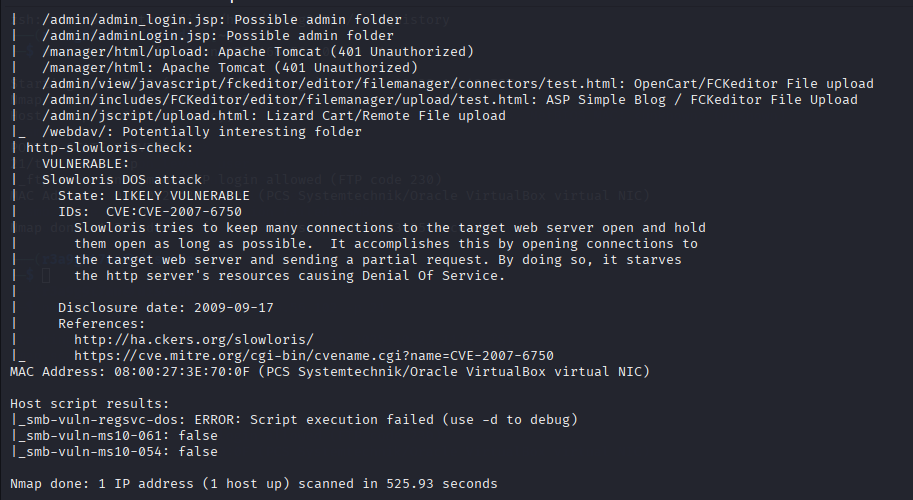 |   /admin/admin_login.jsp: Possible admin folder
|   /admin/adminLogin.jsp: Possible admin folder
|   /manager/html/upload: Apache Tomcat (401 Unauthorized)
|   /manager/html: Apache Tomcat (401 Unauthorized)
|   /admin/view/javascript/fckeditor/editor/filemanager/connectors/test.html: OpenCart/FCKeditor File upload
|   /admin/includes/FCKeditor/editor/filemanager/upload/test.html: ASP Simple Blog / FCKeditor File Upload
|   /admin/jscript/upload.html: Lizard Cart/Remote File upload
|_  /webdav/: Potentially interesting folder
| http-slowloris-check:
|   VULNERABLE:
|   Slowloris DOS attack
|     State: LIKELY VULNERABLE
|     IDs:  CVE:CVE-2007-6750
|       Slowloris tries to keep many connections to the target web server open and hold
|       them open as long as possible.  It accomplishes this by opening connections to
|       the target web server and sending a partial request. By doing so, it starves
|       the http server's resources causing Denial Of Service.
|
|     Disclosure date: 2009-09-17
|     References:
|       http://ha.ckers.org/slowloris/
|_      https://cve.mitre.org/cgi-bin/cvename.cgi?name=CVE-2007-6750
MAC Address: 08:00:27:3E:70:0F (PCS Systemtechnik/Oracle VirtualBox virtual NIC)
Host script results:
|_smb-vuln-regsvc-dos: ERROR: Script execution failed (use -d to debug)
|_smb-vuln-ms10-061: false
|_smb-vuln-ms10-054: false
Nmap done: 1 IP address (1 host up) scanned in 525.93 seconds